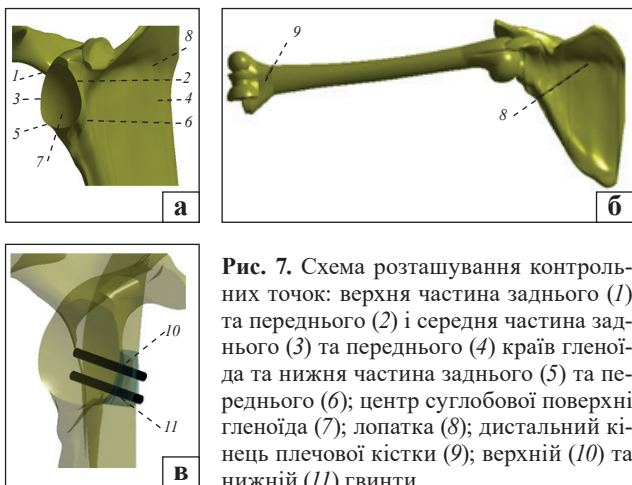 8
1
2
3
4
5
6
7
а
9
8
б
10
11
в
Рис. 7. Схема розташування контроль-
них точок: верхня частина заднього (1)
та переднього (2) і середня частина зад-
нього (3) та переднього (4) країв гленої-
да та нижня частина заднього (5) та пе-
реднього (6); центр суглобової поверхні
гленоїда (7); лопатка (8); дистальний кі-
нець плечової кістки (9); верхній (10) та
нижній (11) гвинти